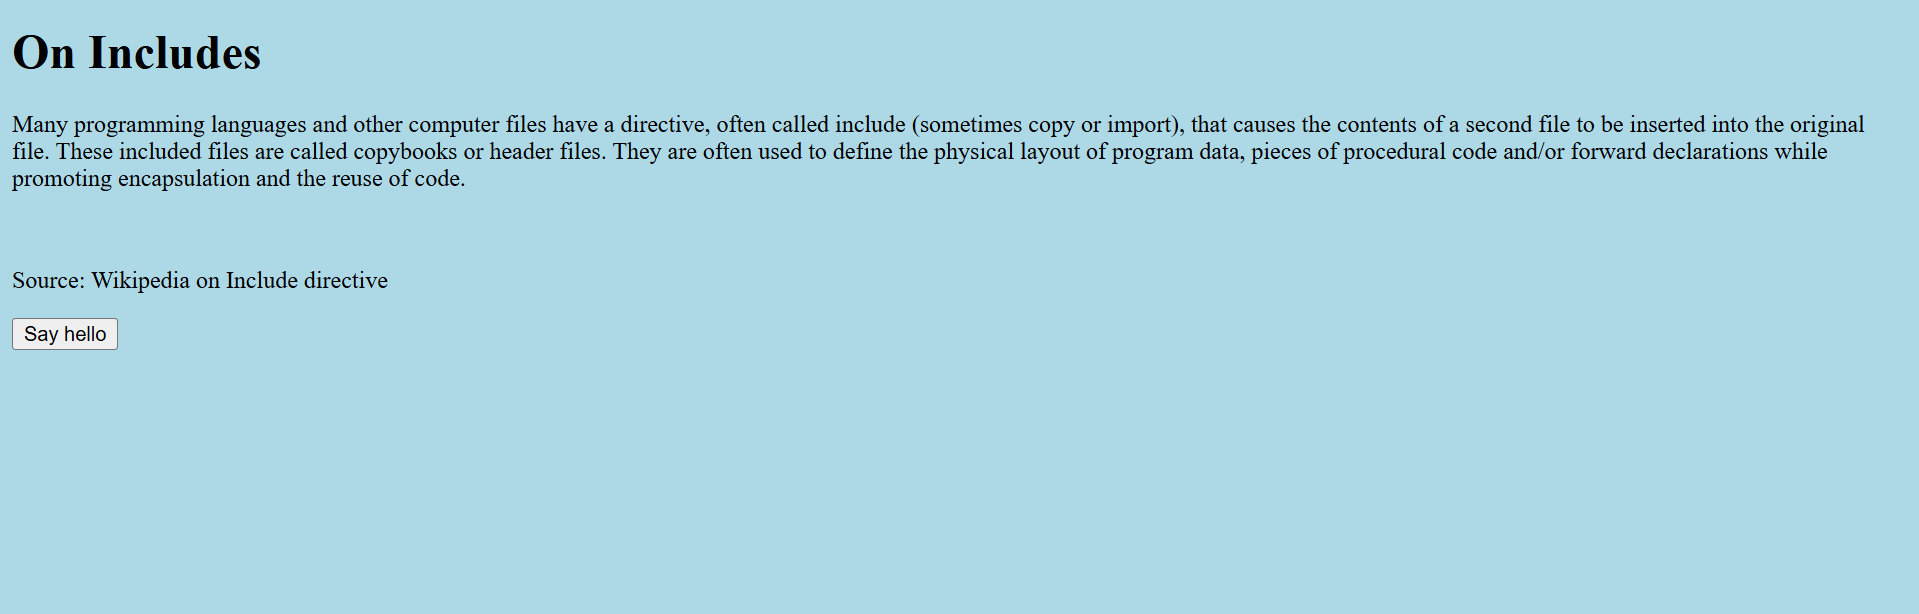 On Includes
Many programming languages and other computer files have a directive, often called include (sometimes copy or import), that causes the contents of a second file to be inserted into the original
file. These included files are called copybooks or header files. They are often used to define the physical layout of program data, pieces of procedural code and/or forward declarations while
promoting encapsulation and the reuse of code.
Source: Wikipedia on Include directive
Say hello